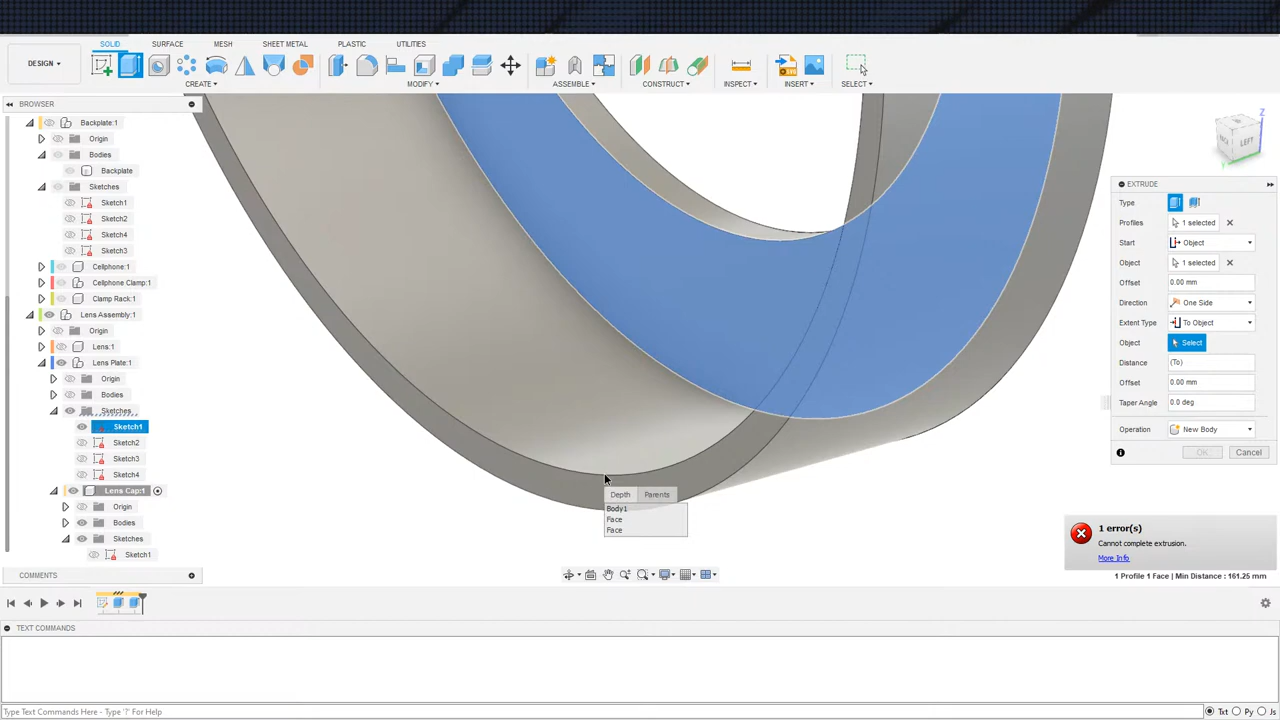 SOLID SURFACE MESH SHEET METAL PLASTIC UTILITIES
DESIGN
CREATE MODIFY ASSEMBLE CONSTRUCT INSPECT INSERT SELECT
BROWSER
Backplate:1
Origin
Bodies
Backplate
Sketches
Sketch1
Sketch2
Sketch4
Sketch3
Cellphone:1
Cellphone Clamp:1
Clamp Rack:1
Lens Assembly:1
Origin
Lens:1
Lens Plate:1
Origin
Bodies
Sketches
Sketch1
Sketch2
Sketch3
Sketch4
Lens Cap:1
Origin
Bodies
Sketches
Sketch1
LEFT
Z
EXTRUDE
Type
Profiles 1 selected
Start Object
Object 1 selected
Offset 0.00 mm
Direction One Side
Extent Type To Object
Object Select
Distance (To)
Offset 0.00 mm
Taper Angle 0.0 deg
Operation New Body
OK Cancel
Depth Parents
Body1
Face
Face
1 error(s)
Cannot complete extrusion.
More Info
1 Profile 1 Face | Min Distance : 161.25 mm
COMMENTS
TEXT COMMANDS
Type Text Commands Here - Type '?' For Help
Txt Py Js